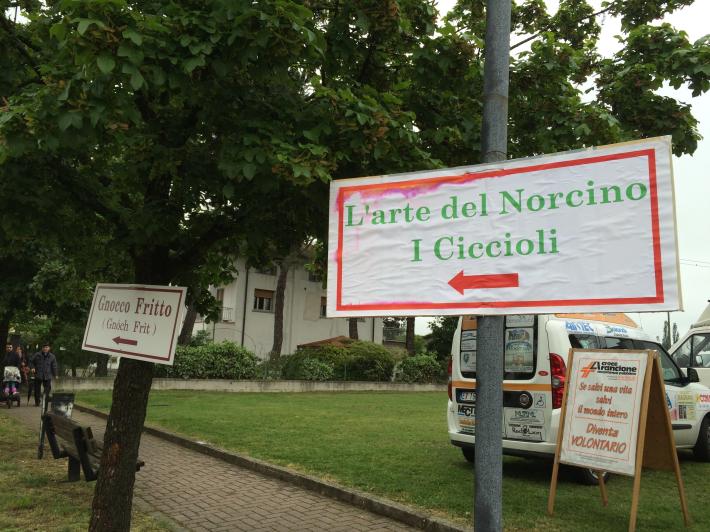 L'arte del Norcino
I Ciccioli
Gnocco Fritto
(Gnóch Frit)
croce
Arancione
Se salvi una vita
salvi
il mondo intero
Diventa
VOLONTARIO